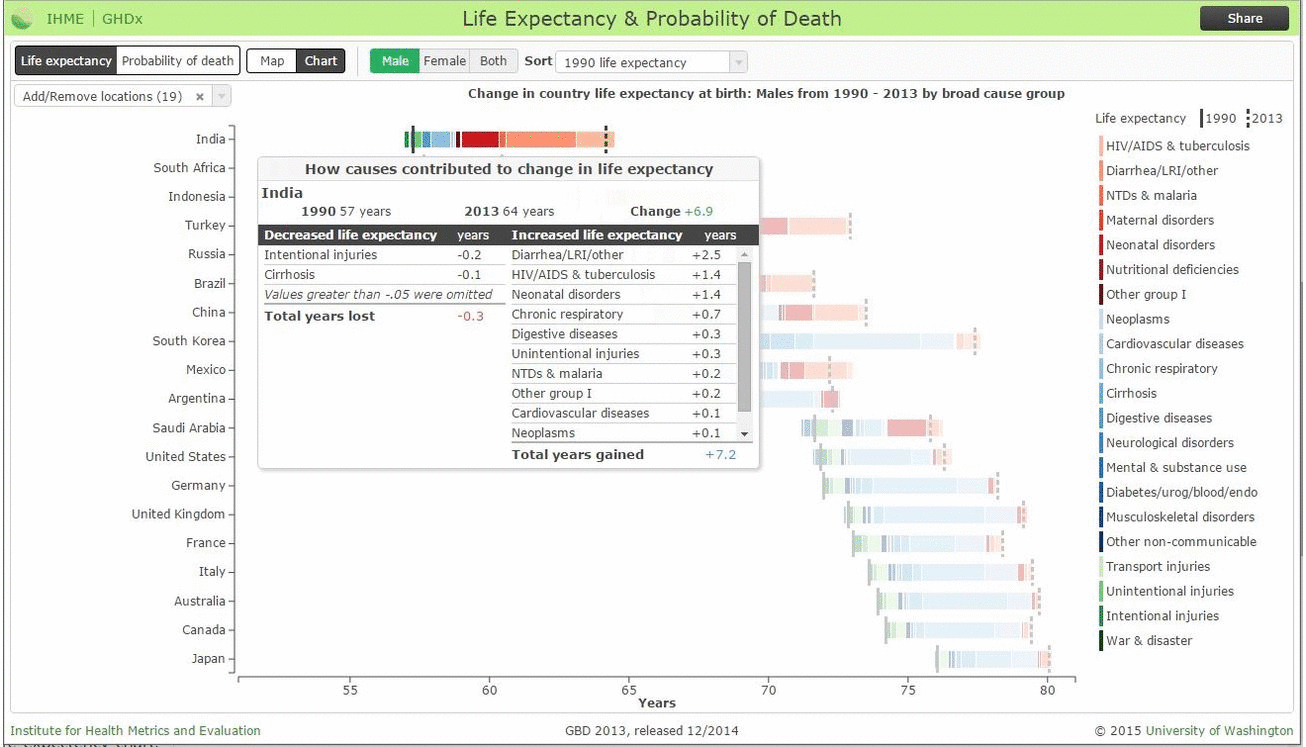 IHME | GHDx
Life Expectancy & Probability of Death
Share
Life expectancy Probability of death
Map Chart
Male Female Both
Sort 1990 life expectancy
Add/Remove locations (19) ×
Change in country life expectancy at birth: Males from 1990 - 2013 by broad cause group
India
South Africa
Indonesia
Turkey
Russia
Brazil
China
South Korea
Mexico
Argentina
Saudi Arabia
United States
Germany
United Kingdom
France
Italy
Australia
Canada
Japan
How causes contributed to change in life expectancy
India
1990 57 years 2013 64 years Change +6.9
Decreased life expectancy years
Intentional injuries -0.2
Cirrhosis -0.1
Values greater than -.05 were omitted
Total years lost -0.3
Increased life expectancy years
Diarrhea/LRI/other +2.5
HIV/AIDS & tuberculosis +1.4
Neonatal disorders +1.4
Chronic respiratory +0.7
Digestive diseases +0.3
Unintentional injuries +0.3
NTDs & malaria +0.2
Other group I +0.2
Cardiovascular diseases +0.1
Neoplasms +0.1
Total years gained +7.2
55 60 65 70 75 80
Years
Life expectancy 1990 2013
HIV/AIDS & tuberculosis
Diarrhea/LRI/other
NTDs & malaria
Maternal disorders
Neonatal disorders
Nutritional deficiencies
Other group I
Neoplasms
Cardiovascular diseases
Chronic respiratory
Cirrhosis
Digestive diseases
Neurological disorders
Mental & substance use
Diabetes/urog/blood/endo
Musculoskeletal disorders
Other non-communicable
Transport injuries
Unintentional injuries
Intentional injuries
War & disaster
Institute for Health Metrics and Evaluation
GBD 2013, released 12/2014
© 2015 University of Washington